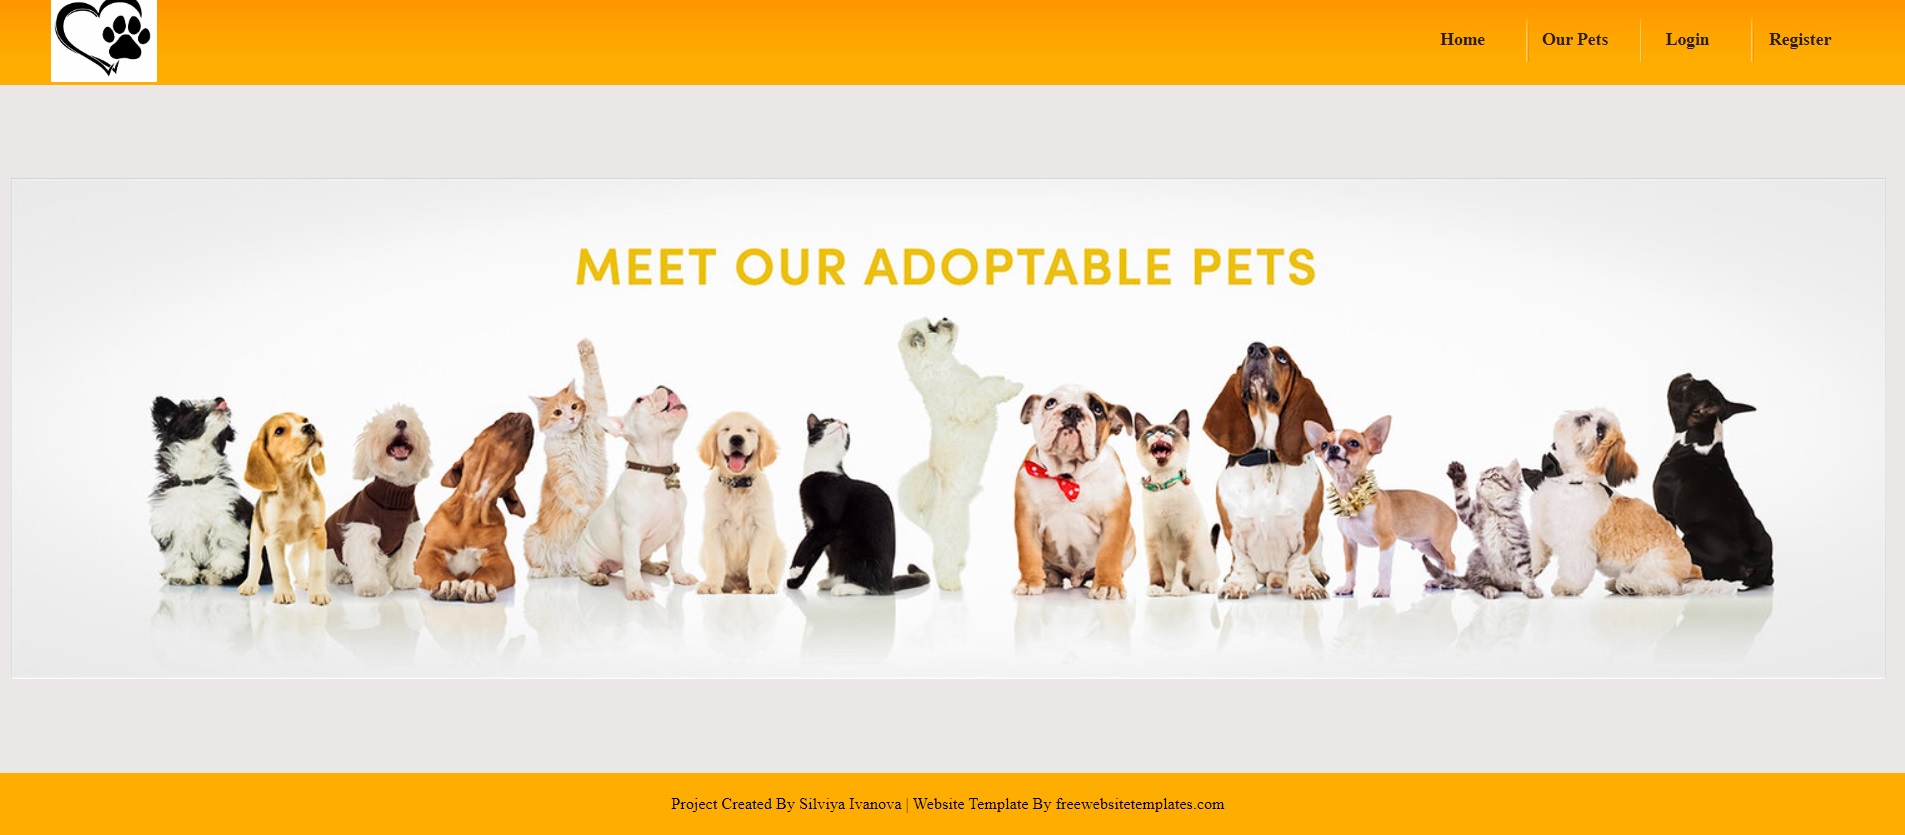 Home Our Pets Login Register
MEET OUR ADOPTABLE PETS
Project Created By Silviya Ivanova | Website Template By freewebsitetemplates.com